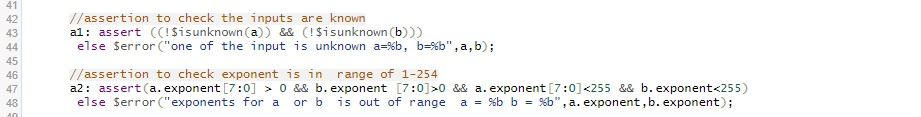 41
42 //assertion to check the inputs are known
43 a1: assert ((!$isunknown(a)) && (!$isunknown(b)))
44 else $error("one of the input is unknown a=%b, b=%b",a,b);
45
46 //assertion to check exponent is in range of 1-254
47 a2: assert(a.exponent[7:0] > 0 && b.exponent [7:0]>0 && a.exponent[7:0]<255 && b.exponent<255)
48 else $error("exponents for a or b is out of range a = %b b = %b",a.exponent,b.exponent);
49